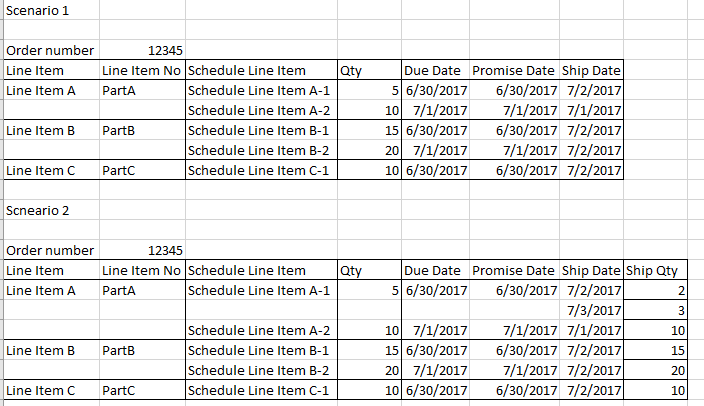 Scenario 1
Order number 12345
Line Item Line Item No Schedule Line Item Qty Due Date Promise Date Ship Date
Line Item A PartA Schedule Line Item A-1 5 6/30/2017 6/30/2017 7/2/2017
Schedule Line Item A-2 10 7/1/2017 7/1/2017 7/1/2017
Line Item B PartB Schedule Line Item B-1 15 6/30/2017 6/30/2017 7/2/2017
Schedule Line Item B-2 20 7/1/2017 7/1/2017 7/2/2017
Line Item C PartC Schedule Line Item C-1 10 6/30/2017 6/30/2017 7/2/2017
Scneario 2
Order number 12345
Line Item Line Item No Schedule Line Item Qty Due Date Promise Date Ship Date Ship Qty
Line Item A PartA Schedule Line Item A-1 5 6/30/2017 6/30/2017 7/2/2017 2
7/3/2017 3
Schedule Line Item A-2 10 7/1/2017 7/1/2017 7/1/2017 10
Line Item B PartB Schedule Line Item B-1 15 6/30/2017 6/30/2017 7/2/2017 15
Schedule Line Item B-2 20 7/1/2017 7/1/2017 7/2/2017 20
Line Item C PartC Schedule Line Item C-1 10 6/30/2017 6/30/2017 7/2/2017 10